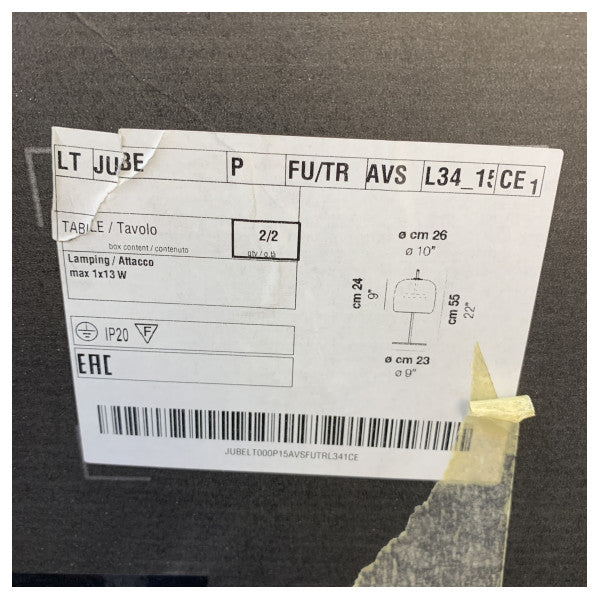 LT JUBE P FU/TR AVS L34_15 CE 1
TABLE / Tavolo
box content / contenuto
2/2
qty / q.tà
Lamping / Attacco
max 1x13 W
ø cm 26
ø 10"
cm 24
9"
cm 55
22"
ø cm 23
ø 9"
IP20 F
EAC
JUBELT000P15AVSFUTRL341CE